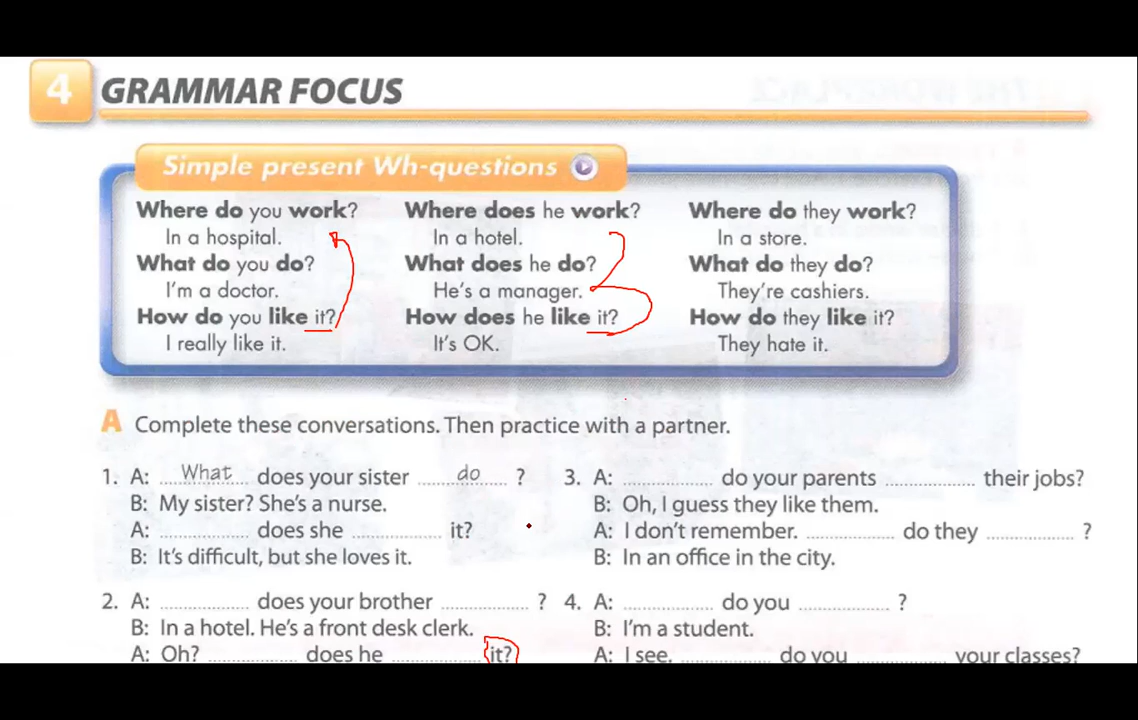 4 GRAMMAR FOCUS
Simple present Wh-questions
Where do you work?
In a hospital.
What do you do?
I'm a doctor.
How do you like it?
I really like it.
Where does he work?
In a hotel.
What does he do?
He's a manager.
How does he like it?
It's OK.
Where do they work?
In a store.
What do they do?
They're cashiers.
How do they like it?
They hate it.
A Complete these conversations. Then practice with a partner.
1. A: What does your sister do ?
B: My sister? She's a nurse.
A: ............... does she ............... it?
B: It's difficult, but she loves it.
2. A: ............... does your brother ............... ?
B: In a hotel. He's a front desk clerk.
A: Oh? ............... does he ............... it?
3. A: ............... do your parents ............... their jobs?
B: Oh, I guess they like them.
A: I don't remember. ............... do they ............... ?
B: In an office in the city.
4. A: ............... do you ............... ?
B: I'm a student.
A: I see. ............... do you ............... your classes?